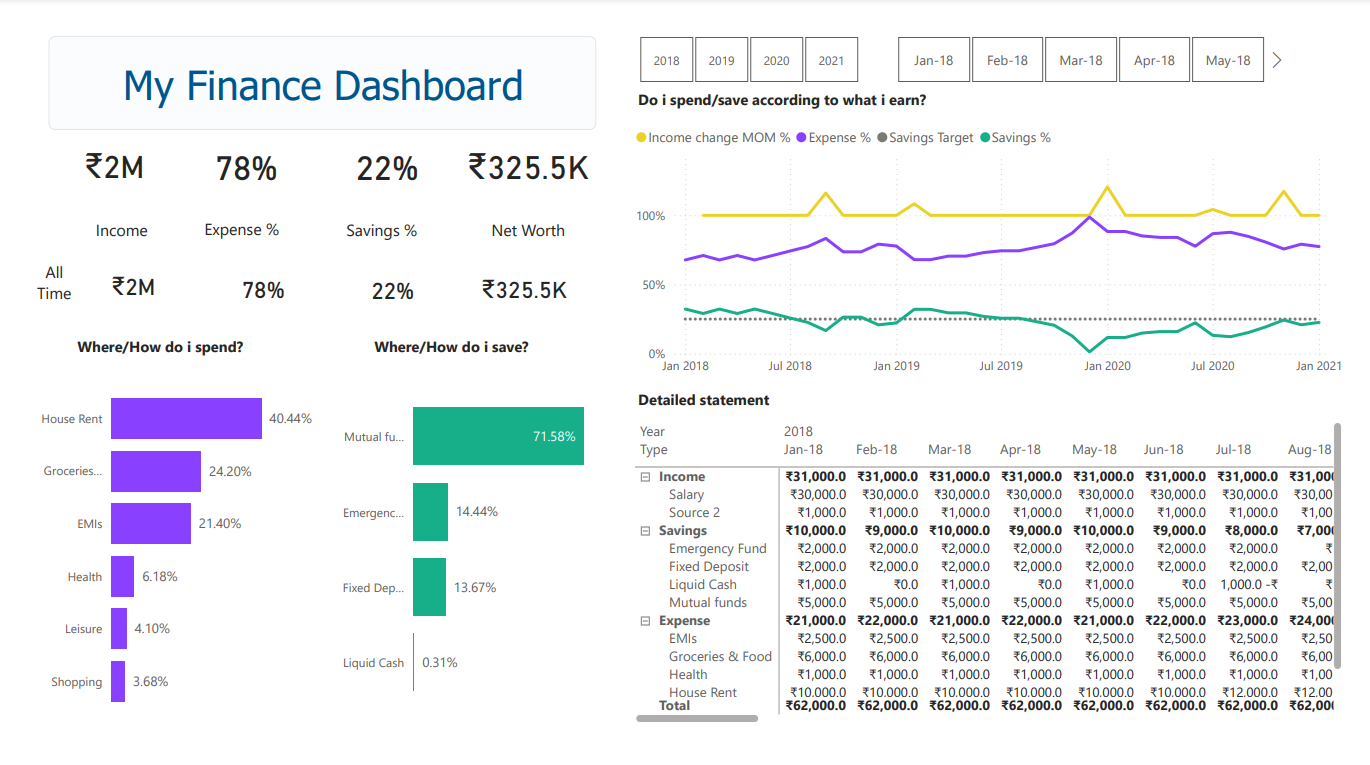 My Finance Dashboard
₹2M 78% 22% ₹325.5K
Income Expense % Savings % Net Worth
All
Time
₹2M 78% 22% ₹325.5K
Where/How do i spend?
House Rent 40.44%
Groceries... 24.20%
EMIs 21.40%
Health 6.18%
Leisure 4.10%
Shopping 3.68%
Where/How do i save?
Mutual fu... 71.58%
Emergenc... 14.44%
Fixed Dep... 13.67%
Liquid Cash 0.31%
2018 2019 2020 2021 Jan-18 Feb-18 Mar-18 Apr-18 May-18
Do i spend/save according to what i earn?
Income change MOM % Expense % Savings Target Savings %
100%
50%
0%
Jan 2018 Jul 2018 Jan 2019 Jul 2019 Jan 2020 Jul 2020 Jan 2021
Detailed statement
Year 2018
Type Jan-18 Feb-18 Mar-18 Apr-18 May-18 Jun-18 Jul-18 Aug-18
Income ₹31,000.0 ₹31,000.0 ₹31,000.0 ₹31,000.0 ₹31,000.0 ₹31,000.0 ₹31,000.0 ₹31,00
Salary ₹30,000.0 ₹30,000.0 ₹30,000.0 ₹30,000.0 ₹30,000.0 ₹30,000.0 ₹30,000.0 ₹30,00
Source 2 ₹1,000.0 ₹1,000.0 ₹1,000.0 ₹1,000.0 ₹1,000.0 ₹1,000.0 ₹1,000.0 ₹1,00
Savings ₹10,000.0 ₹9,000.0 ₹10,000.0 ₹9,000.0 ₹10,000.0 ₹9,000.0 ₹8,000.0 ₹7,00
Emergency Fund ₹2,000.0 ₹2,000.0 ₹2,000.0 ₹2,000.0 ₹2,000.0 ₹2,000.0 ₹2,000.0 ₹
Fixed Deposit ₹2,000.0 ₹2,000.0 ₹2,000.0 ₹2,000.0 ₹2,000.0 ₹2,000.0 ₹2,000.0 ₹2,00
Liquid Cash ₹1,000.0 ₹0.0 ₹1,000.0 ₹0.0 ₹1,000.0 ₹0.0 1,000.0 -₹ ₹
Mutual funds ₹5,000.0 ₹5,000.0 ₹5,000.0 ₹5,000.0 ₹5,000.0 ₹5,000.0 ₹5,000.0 ₹5,00
Expense ₹21,000.0 ₹22,000.0 ₹21,000.0 ₹22,000.0 ₹21,000.0 ₹22,000.0 ₹23,000.0 ₹24,00
EMIs ₹2,500.0 ₹2,500.0 ₹2,500.0 ₹2,500.0 ₹2,500.0 ₹2,500.0 ₹2,500.0 ₹2,50
Groceries & Food ₹6,000.0 ₹6,000.0 ₹6,000.0 ₹6,000.0 ₹6,000.0 ₹6,000.0 ₹6,000.0 ₹6,00
Health ₹1,000.0 ₹1,000.0 ₹1,000.0 ₹1,000.0 ₹1,000.0 ₹1,000.0 ₹1,000.0 ₹1,00
House Rent ₹10,000.0 ₹10,000.0 ₹10,000.0 ₹10,000.0 ₹10,000.0 ₹10,000.0 ₹12,000.0 ₹12,00
Total ₹62,000.0 ₹62,000.0 ₹62,000.0 ₹62,000.0 ₹62,000.0 ₹62,000.0 ₹62,000.0 ₹62,00